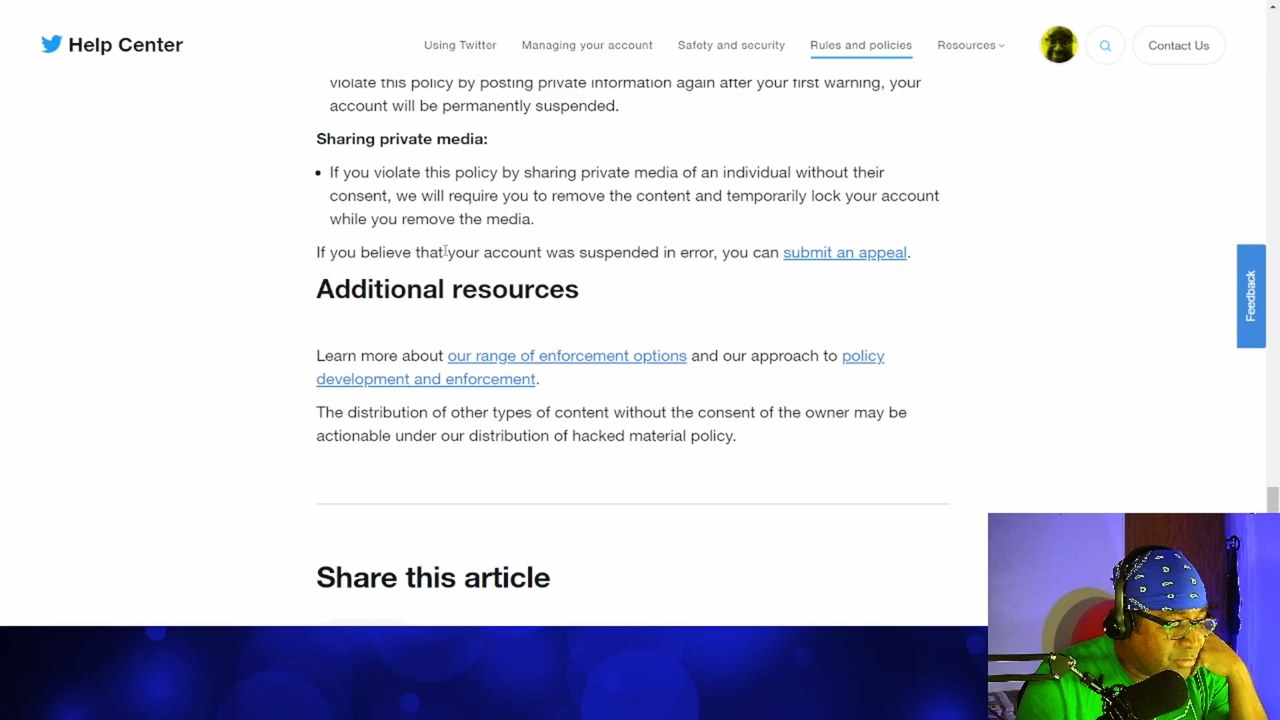 Help Center
Using Twitter
Managing your account
Safety and security
Rules and policies
Resources
Contact Us
violate this policy by posting private information again after your first warning, your
account will be permanently suspended.
Sharing private media:
If you violate this policy by sharing private media of an individual without their
consent, we will require you to remove the content and temporarily lock your account
while you remove the media.
If you believe that your account was suspended in error, you can submit an appeal.
Additional resources
Learn more about our range of enforcement options and our approach to policy
development and enforcement.
The distribution of other types of content without the consent of the owner may be
actionable under our distribution of hacked material policy.
Share this article
Feedback